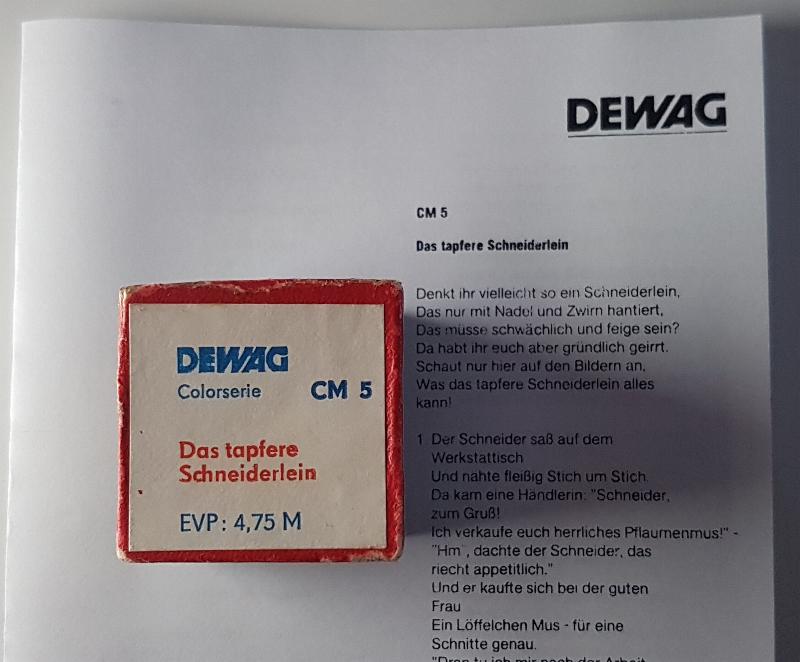 DEWAG
CM 5
Das tapfere Schneiderlein
Denkt ihr vielleicht so ein Schneiderlein,
Das nur mit Nadel und Zwirn hantiert,
Das müsse schwächlich und feige sein?
Da habt ihr euch aber gründlich geirrt.
Schaut nur hier auf den Bildern an,
Was das tapfere Schneiderlein alles
kann!
1 Der Schneider saß auf dem
Werkstattisch
Und nähte fleißig Stich um Stich.
Da kam eine Händlerin: "Schneider,
zum Gruß!
Ich verkaufe euch herrliches Pflaumenmus!" -
"Hm", dachte der Schneider, das
riecht appetitlich."
Und er kaufte sich bei der guten
Frau
Ein Löffelchen Mus - für eine
Schnitte genau.
DEWAG
Colorserie CM 5
Das tapfere
Schneiderlein
EVP: 4,75 M